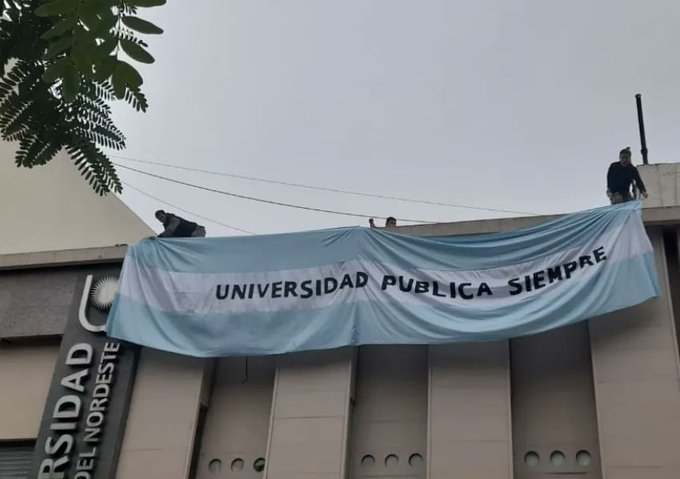 UNIVERSIDAD PUBLICA SIEMPRE
RSIDAD
DEL NORDESTE